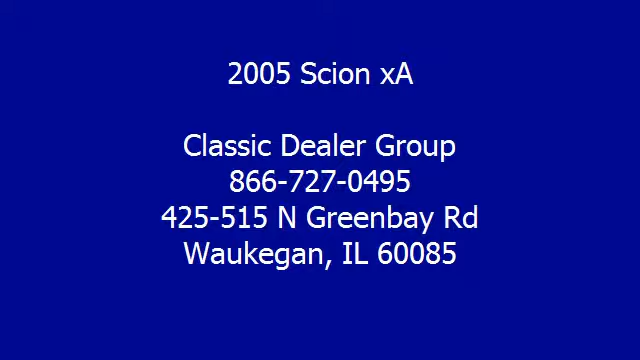 2005 Scion xA
Classic Dealer Group
866-727-0495
425-515 N Greenbay Rd
Waukegan, IL 60085